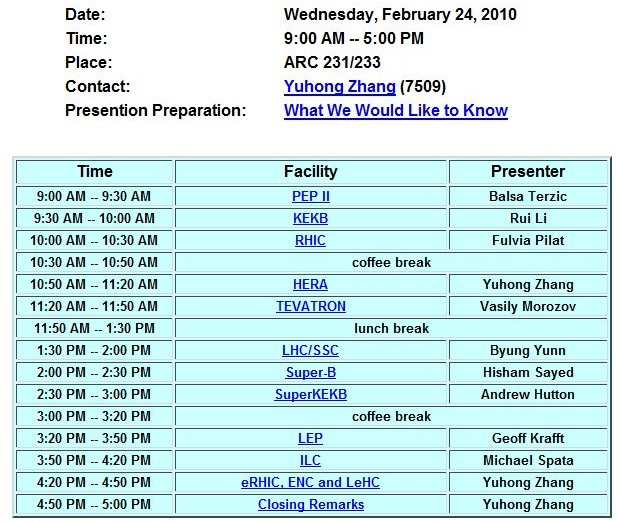 Date: Wednesday, February 24, 2010
Time: 9:00 AM -- 5:00 PM
Place: ARC 231/233
Contact: Yuhong Zhang (7509)
Presention Preparation: What We Would Like to Know
Time Facility Presenter
9:00 AM -- 9:30 AM PEP II Balsa Terzic
9:30 AM -- 10:00 AM KEKB Rui Li
10:00 AM -- 10:30 AM RHIC Fulvia Pilat
10:30 AM -- 10:50 AM coffee break
10:50 AM -- 11:20 AM HERA Yuhong Zhang
11:20 AM -- 11:50 AM TEVATRON Vasily Morozov
11:50 AM -- 1:30 PM lunch break
1:30 PM -- 2:00 PM LHC/SSC Byung Yunn
2:00 PM -- 2:30 PM Super-B Hisham Sayed
2:30 PM -- 3:00 PM SuperKEKB Andrew Hutton
3:00 PM -- 3:20 PM coffee break
3:20 PM -- 3:50 PM LEP Geoff Krafft
3:50 PM -- 4:20 PM ILC Michael Spata
4:20 PM -- 4:50 PM eRHIC, ENC and LeHC Yuhong Zhang
4:50 PM -- 5:00 PM Closing Remarks Yuhong Zhang